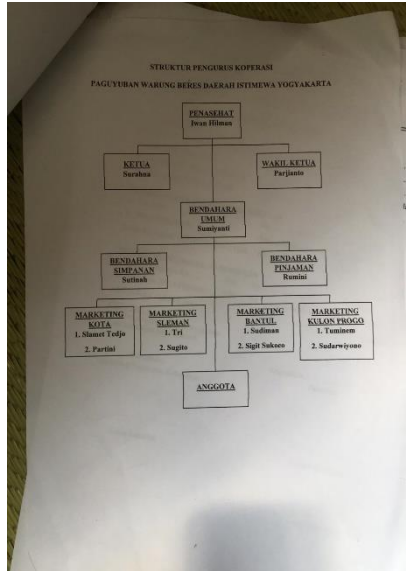 STRUKTUR PENGURUS KOPERASI
PAGUYUBAN WARUNG BERES DAERAH ISTIMEWA YOGYAKARTA
PENASEHAT
Iwan Hilman
KETUA
Surahna
WAKIL KETUA
Parjianto
BENDAHARA
UMUM
Sumiyanti
BENDAHARA
SIMPANAN
Sutinah
BENDAHARA
PINJAMAN
Rumini
MARKETING
KOTA
1. Slamet Tedjo
2. Partini
MARKETING
SLEMAN
1. Tri
2. Sugito
MARKETING
BANTUL
1. Sudiman
2. Sigit Sukoco
MARKETING
KULON PROGO
1. Tuminem
2. Sudarwiyono
ANGGOTA